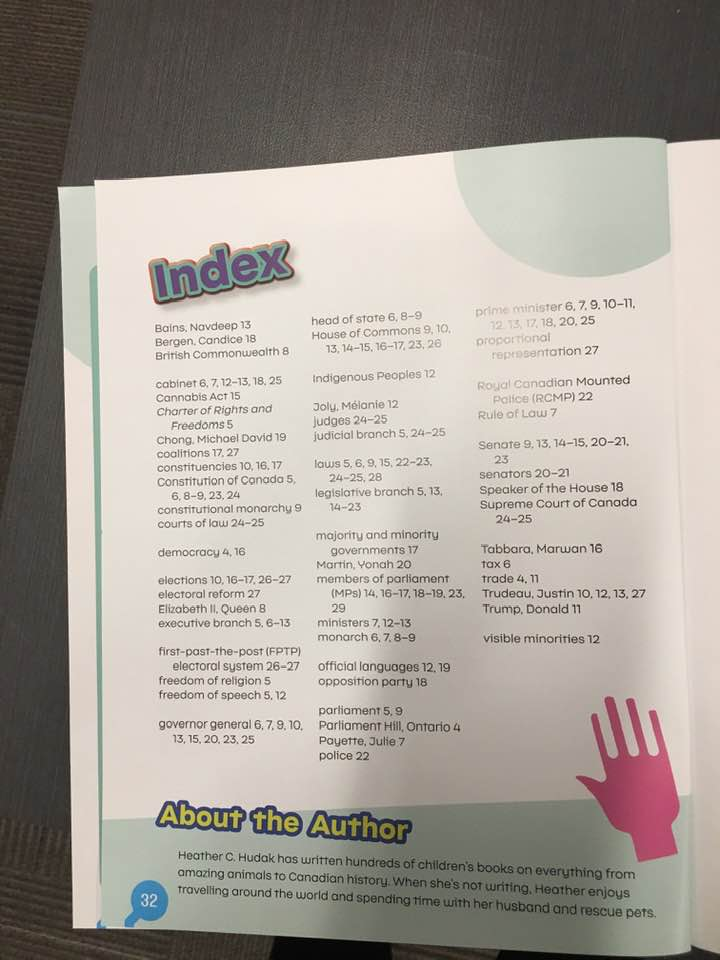 Index
Bains, Navdeep 13
Bergen, Candice 18
British Commonwealth 8
cabinet 6, 7, 12–13, 18, 25
Cannabis Act 15
Charter of Rights and
Freedoms 5
Chong, Michael David 19
coalitions 17, 27
constituencies 10, 16, 17
Constitution of Canada 5,
6, 8–9, 23, 24
constitutional monarchy 9
courts of law 24–25
democracy 4, 16
elections 10, 16–17, 26–27
electoral reform 27
Elizabeth II, Queen 8
executive branch 5, 6–13
first-past-the-post (FPTP)
electoral system 26–27
freedom of religion 5
freedom of speech 5, 12
governor general 6, 7, 9, 10,
13, 15, 20, 23, 25
head of state 6, 8–9
House of Commons 9, 10,
13, 14–15, 16–17, 23, 26
Indigenous Peoples 12
Joly, Mélanie 12
judges 24–25
judicial branch 5, 24–25
laws 5, 6, 9, 15, 22–23,
24–25, 28
legislative branch 5, 13,
14–23
majority and minority
governments 17
Martin, Yonah 20
members of parliament
(MPs) 14, 16–17, 18–19, 23,
29
ministers 7, 12–13
monarch 6, 7, 8–9
official languages 12, 19
opposition party 18
parliament 5, 9
Parliament Hill, Ontario 4
Payette, Julie 7
police 22
prime minister 6, 7, 9, 10–11,
12, 13, 17, 18, 20, 25
proportional
representation 27
Royal Canadian Mounted
Police (RCMP) 22
Rule of Law 7
Senate 9, 13, 14–15, 20–21,
23
senators 20–21
Speaker of the House 18
Supreme Court of Canada
24–25
Tabbara, Marwan 16
tax 6
trade 4, 11
Trudeau, Justin 10, 12, 13, 27
Trump, Donald 11
visible minorities 12
About the Author
Heather C. Hudak has written hundreds of children's books on everything from
amazing animals to Canadian history. When she's not writing, Heather enjoys
travelling around the world and spending time with her husband and rescue pets.
32